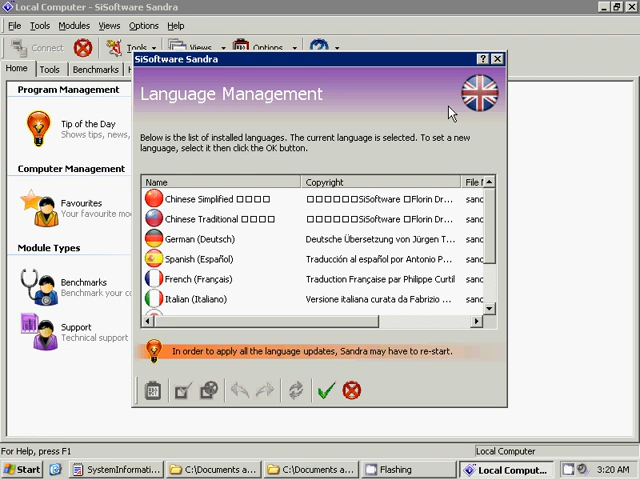 Local Computer - SiSoftware Sandra
File Tools Modules Views Options Help
Connect Tools Views Options
Home Tools Benchmarks
SiSoftware Sandra
Language Management
Program Management
Tip of the Day
Shows tips, news,
Computer Management
Favourites
Your favourite mo
Module Types
Benchmarks
Benchmark your co
Support
Technical support
Below is the list of installed languages. The current language is selected. To set a new
language, select it then click the OK button.
Name Copyright File
Chinese Simplified □□□□ □□□□□□SiSoftware □Florin Dr... sand
Chinese Traditional □□□□ □□□□□□SiSoftware □Florin Dr... sand
German (Deutsch) Deutsche Übersetzung von Jürgen T... sand
Spanish (Español) Traducción al español por Antonio P... sand
French (Français) Traduction Française par Philippe Curtil sand
Italian (Italiano) Versione italiana curata da Fabrizio ... sand
In order to apply all the language updates, Sandra may have to re-start.
For Help, press F1
Local Computer
Start SystemInformati... C:\Documents a... C:\Documents a... Flashing Local Comput... 3:20 AM